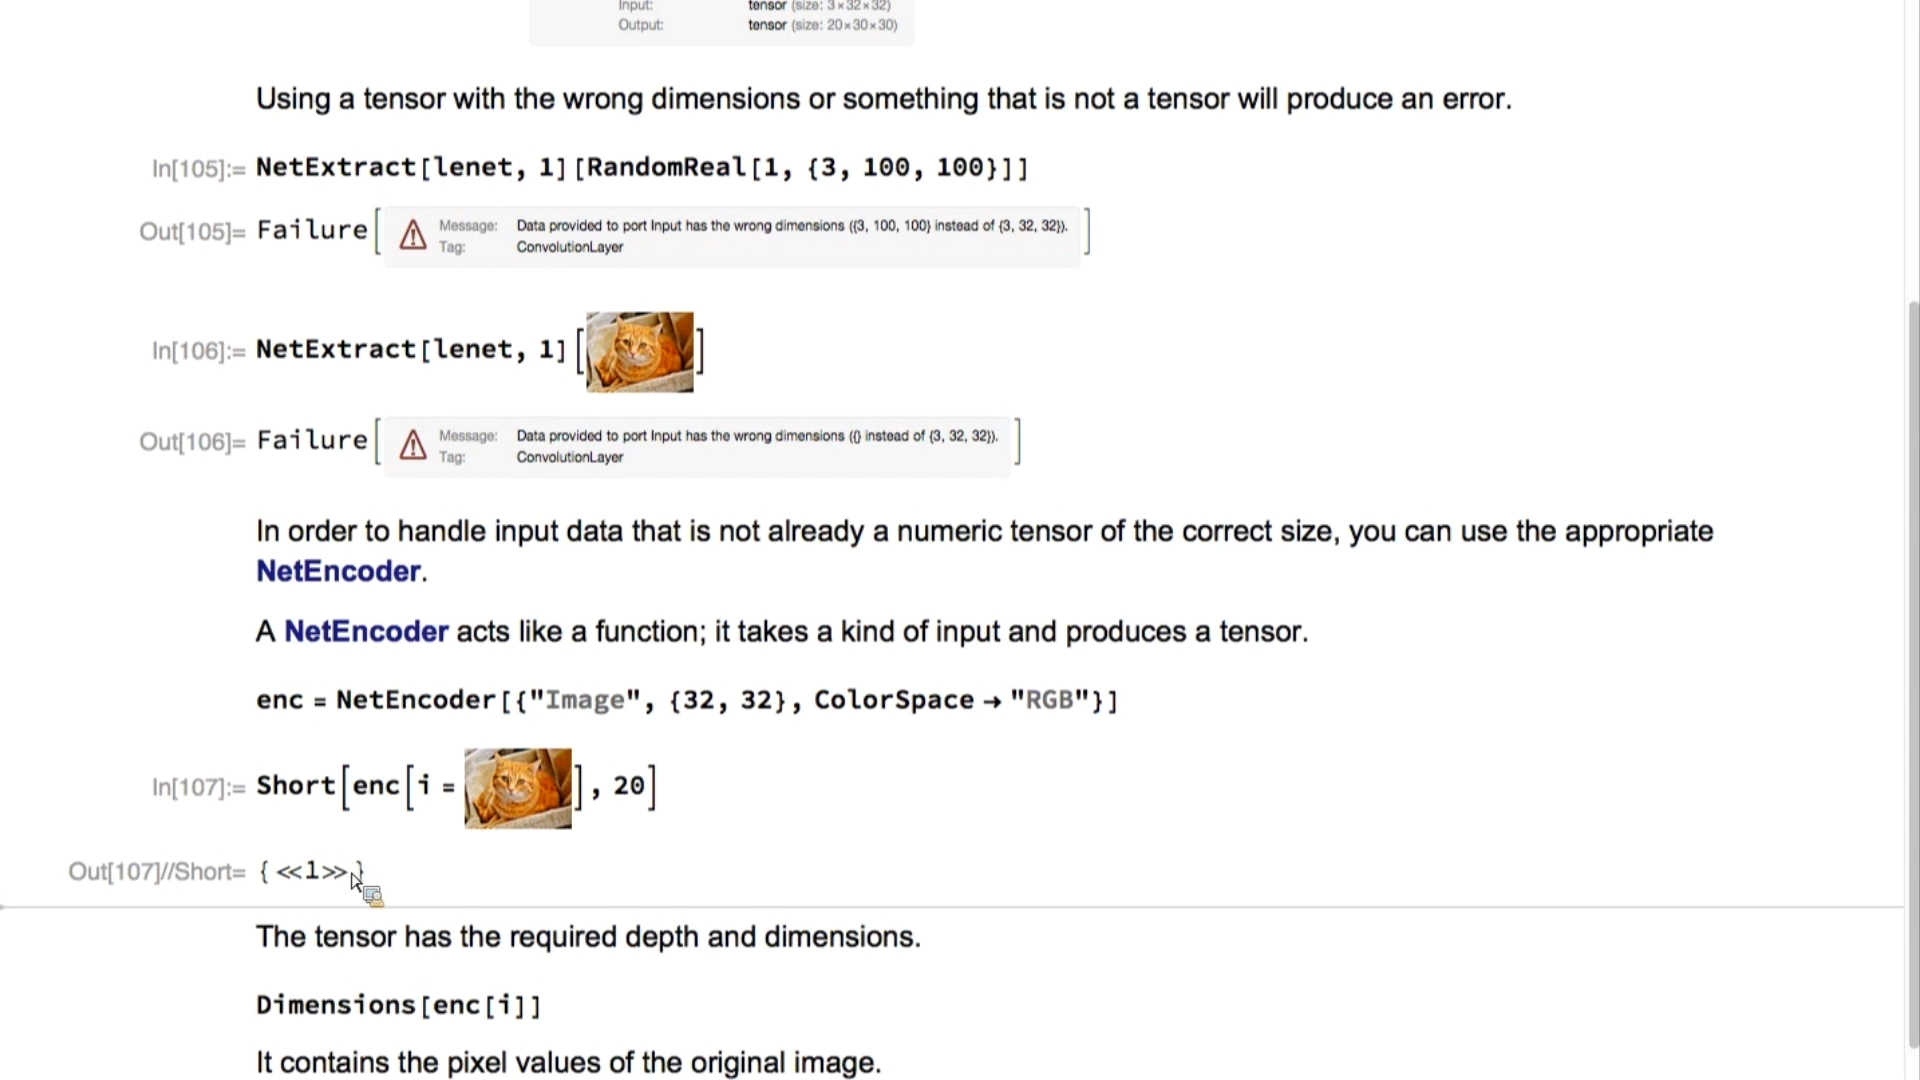 Input: tensor (size: 3×32×32)
Output: tensor (size: 20×30×30)
Using a tensor with the wrong dimensions or something that is not a tensor will produce an error.
In[105]:= NetExtract[lenet, 1][RandomReal[1, {3, 100, 100}]]
Out[105]= Failure[ Message: Data provided to port Input has the wrong dimensions ({3, 100, 100} instead of {3, 32, 32}). ]
Tag: ConvolutionLayer
In[106]:= NetExtract[lenet, 1][ ]
Out[106]= Failure[ Message: Data provided to port Input has the wrong dimensions ({} instead of {3, 32, 32}). ]
Tag: ConvolutionLayer
In order to handle input data that is not already a numeric tensor of the correct size, you can use the appropriate
NetEncoder.
A NetEncoder acts like a function; it takes a kind of input and produces a tensor.
enc = NetEncoder[{"Image", {32, 32}, ColorSpace → "RGB"}]
In[107]:= Short[enc[i = ], 20]
Out[107]//Short= {≪1≫}
The tensor has the required depth and dimensions.
Dimensions[enc[i]]
It contains the pixel values of the original image.